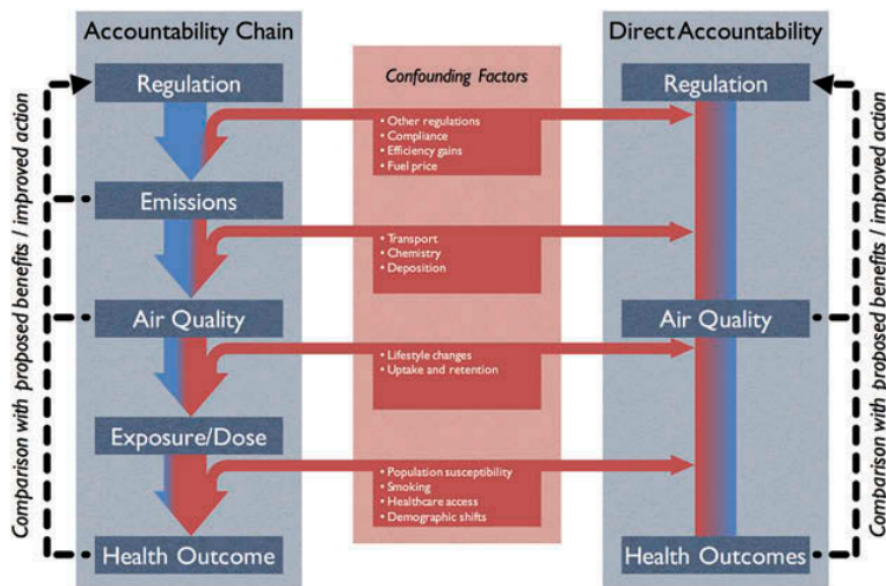 Accountability Chain
Regulation
Emissions
Air Quality
Exposure/Dose
Health Outcome
Comparison with proposed benefits / improved action
Confounding Factors
• Other regulations
• Compliance
• Efficiency gains
• Fuel price
• Transport
• Chemistry
• Deposition
• Lifestyle changes
• Uptake and retention
• Population susceptibility
• Smoking
• Healthcare access
• Demographic shifts
Direct Accountability
Regulation
Air Quality
Health Outcomes
Comparison with proposed benefits / improved action